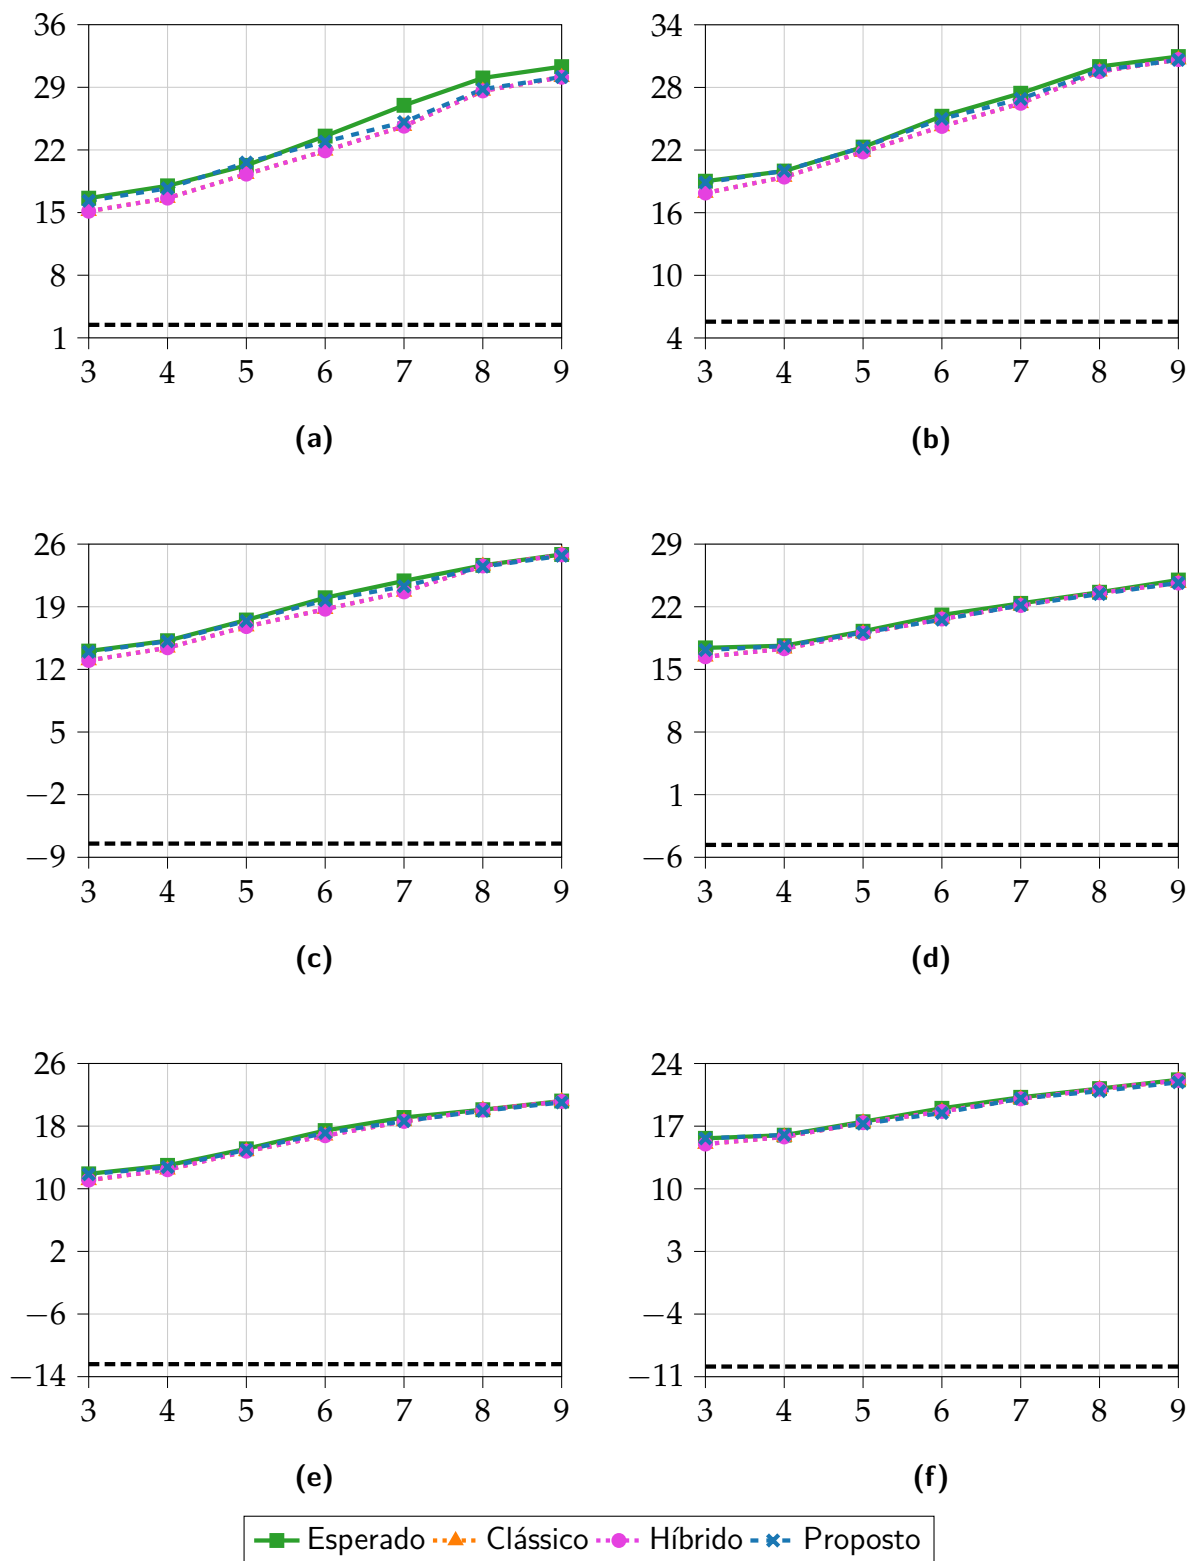 36 34
29 28
22 22
15 16
8 10
1 4
3 4 5 6 7 8 9 3 4 5 6 7 8 9
(a) (b)
26 29
19 22
12 15
5 8
−2 1
−9 −6
3 4 5 6 7 8 9 3 4 5 6 7 8 9
(c) (d)
26 24
18 17
10 10
2 3
−6 −4
−14 −11
3 4 5 6 7 8 9 3 4 5 6 7 8 9
(e) (f)
Esperado Clássico Híbrido Proposto